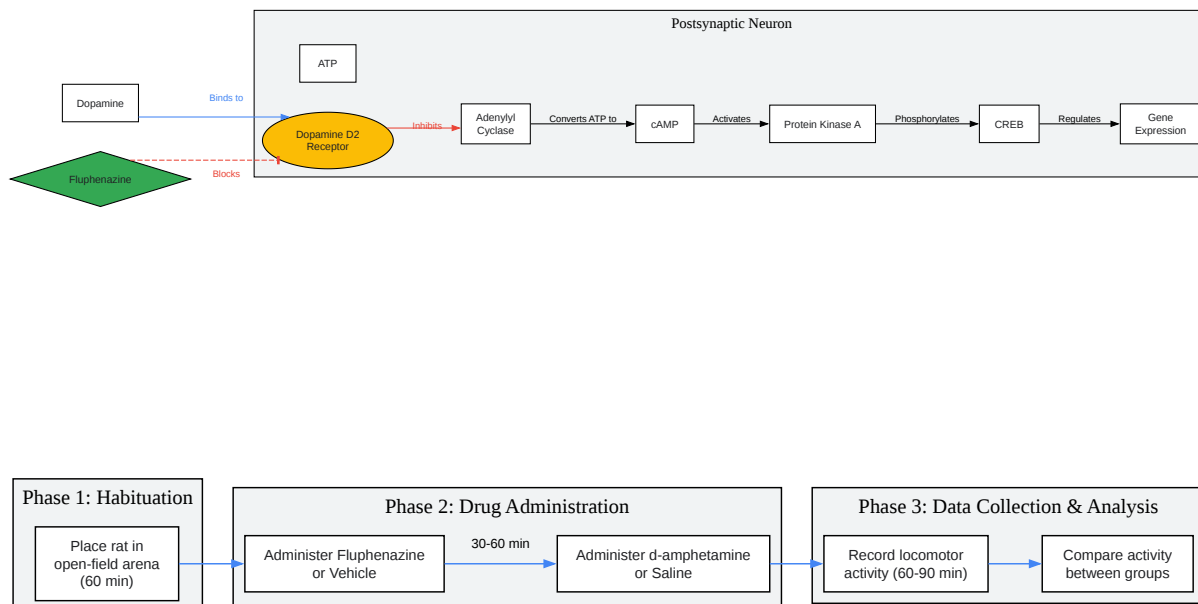 Postsynaptic Neuron
ATP
Dopamine
Binds to
Dopamine D2
Receptor
Inhibits
Adenylyl
Cyclase
Converts ATP to
cAMP
Activates
Protein Kinase A
Phosphorylates
CREB
Regulates
Gene
Expression
Fluphenazine
Blocks
Phase 1: Habituation
Place rat in
open-field arena
(60 min)
Phase 2: Drug Administration
Administer Fluphenazine
or Vehicle
30-60 min
Administer d-amphetamine
or Saline
Phase 3: Data Collection & Analysis
Record locomotor
activity (60-90 min)
Compare activity
between groups